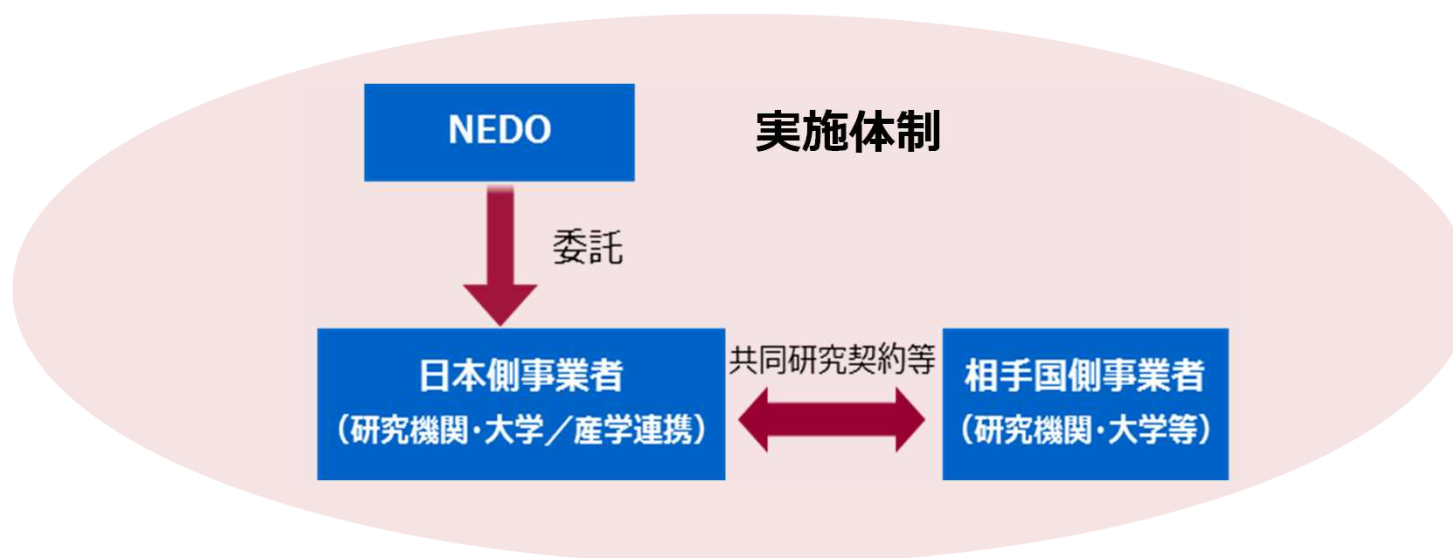 NEDO
実施体制
委託
日本側事業者
（研究機関・大学／産学連携）
共同研究契約等
相手国側事業者
（研究機関・大学等）